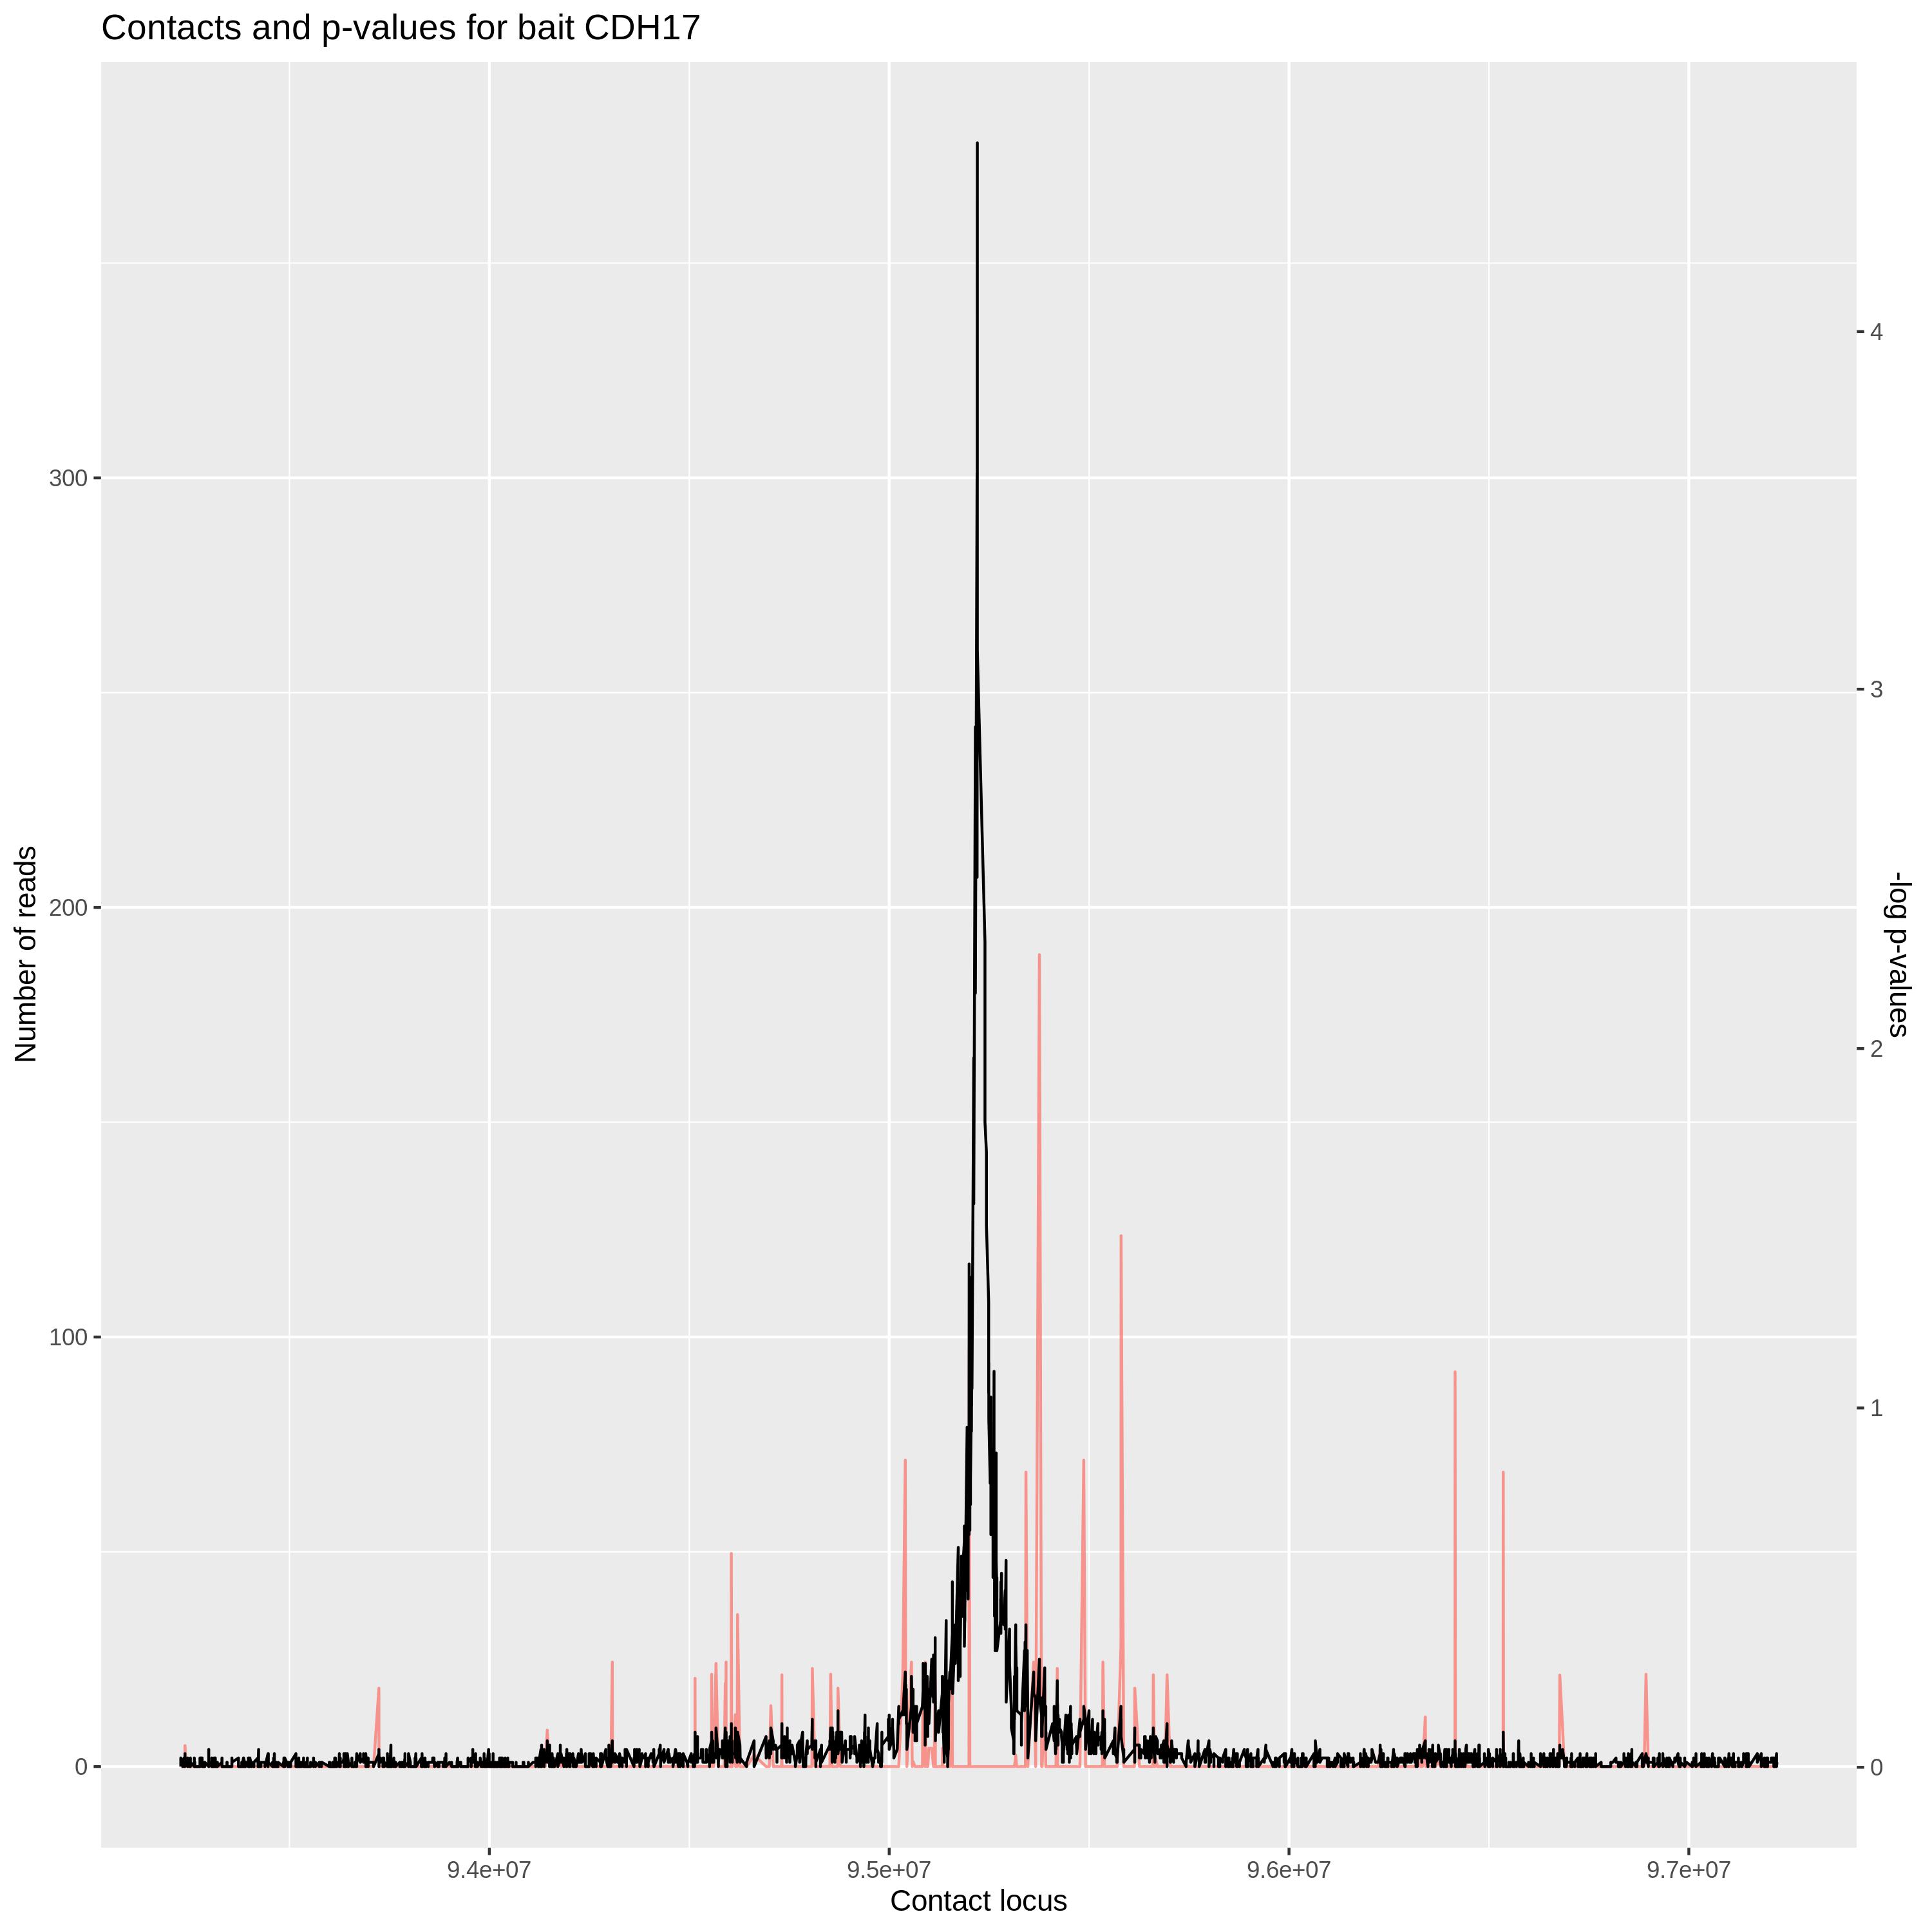 Contacts and p-values for bait CDH17
Number of reads
300
200
100
0
4
3
2
1
0
-log p-values
9.4e+07 9.5e+07 9.6e+07 9.7e+07
Contact locus